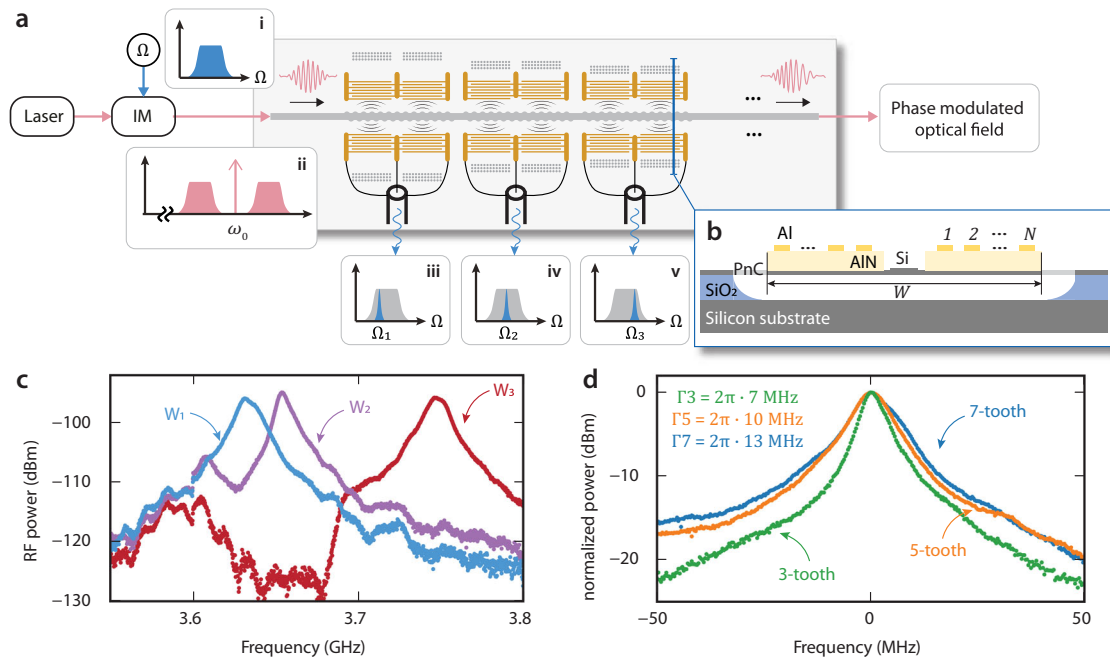 a
i
Ω
Ω
Laser
IM
...
...
Phase modulated
optical field
ii
ω₀
iii
Ω₁
Ω
iv
Ω₂
Ω
v
Ω₃
Ω
b
Al
...
1 2 ... N
AlN
Si
PnC
SiO₂
W
Silicon substrate
c
W₁
W₂
W₃
−100
−110
−120
−130
RF power (dBm)
3.6
3.7
3.8
Frequency (GHz)
d
Γ3 = 2π · 7 MHz
Γ5 = 2π · 10 MHz
Γ7 = 2π · 13 MHz
7-tooth
5-tooth
3-tooth
0
−10
−20
normalized power (dBm)
−50
0
50
Frequency (MHz)